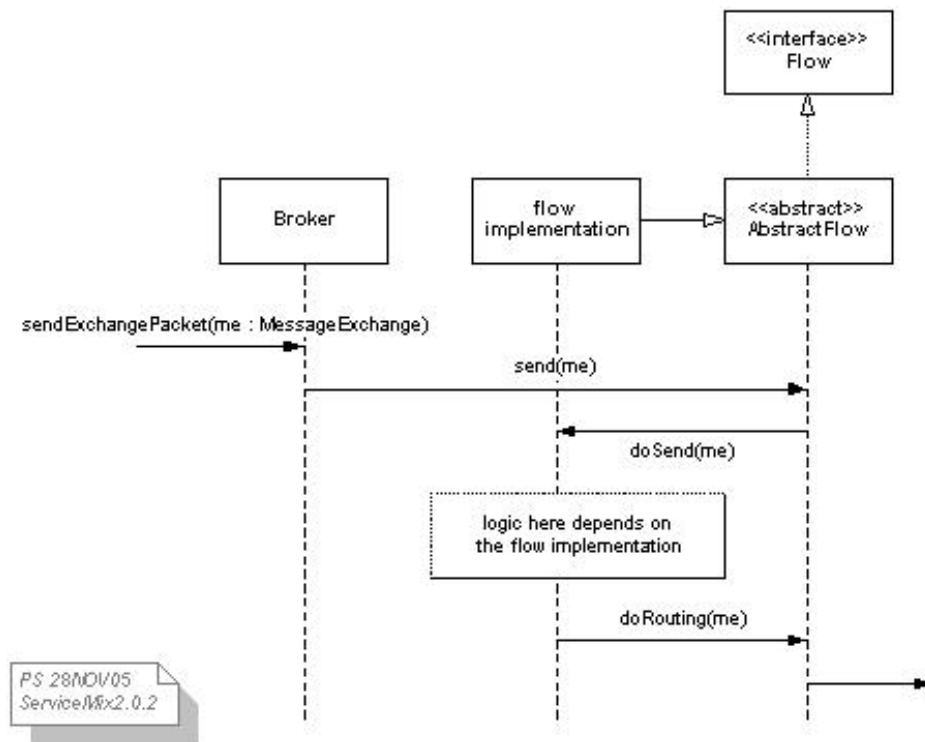 <<interface>>
Flow
Broker
flow
implementation
<<abstract>>
AbstractFlow
sendExchangePacket(me : MessageExchange)
send(me)
doSend(me)
logic here depends on
the flow implementation
doRouting(me)
PS 28NOV05
ServiceMix2.0.2